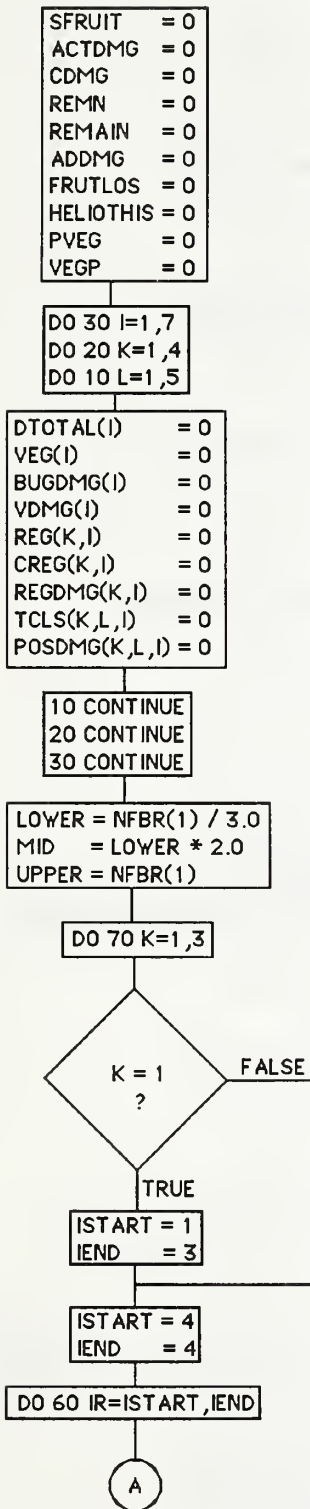 SFRUIT = 0
ACTDMG = 0
CDMG = 0
REMN = 0
REMAIN = 0
ADDMG = 0
FRUTLOS = 0
HELIOTHIS = 0
PVEG = 0
VEGP = 0
DO 30 I=1,7
DO 20 K=1,4
DO 10 L=1,5
DTOTAL(I) = 0
VEG(I) = 0
BUGDMG(I) = 0
VDMG(I) = 0
REG(K,I) = 0
CREG(K,I) = 0
REGDMG(K,I) = 0
TCLS(K,L,I) = 0
POSDMG(K,L,I) = 0
10 CONTINUE
20 CONTINUE
30 CONTINUE
LOWER = NFBR(1) / 3.0
MID = LOWER * 2.0
UPPER = NFBR(1)
DO 70 K=1,3
K = 1
?
FALSE
TRUE
ISTART = 1
IEND = 3
ISTART = 4
IEND = 4
DO 60 IR=ISTART,IEND
A